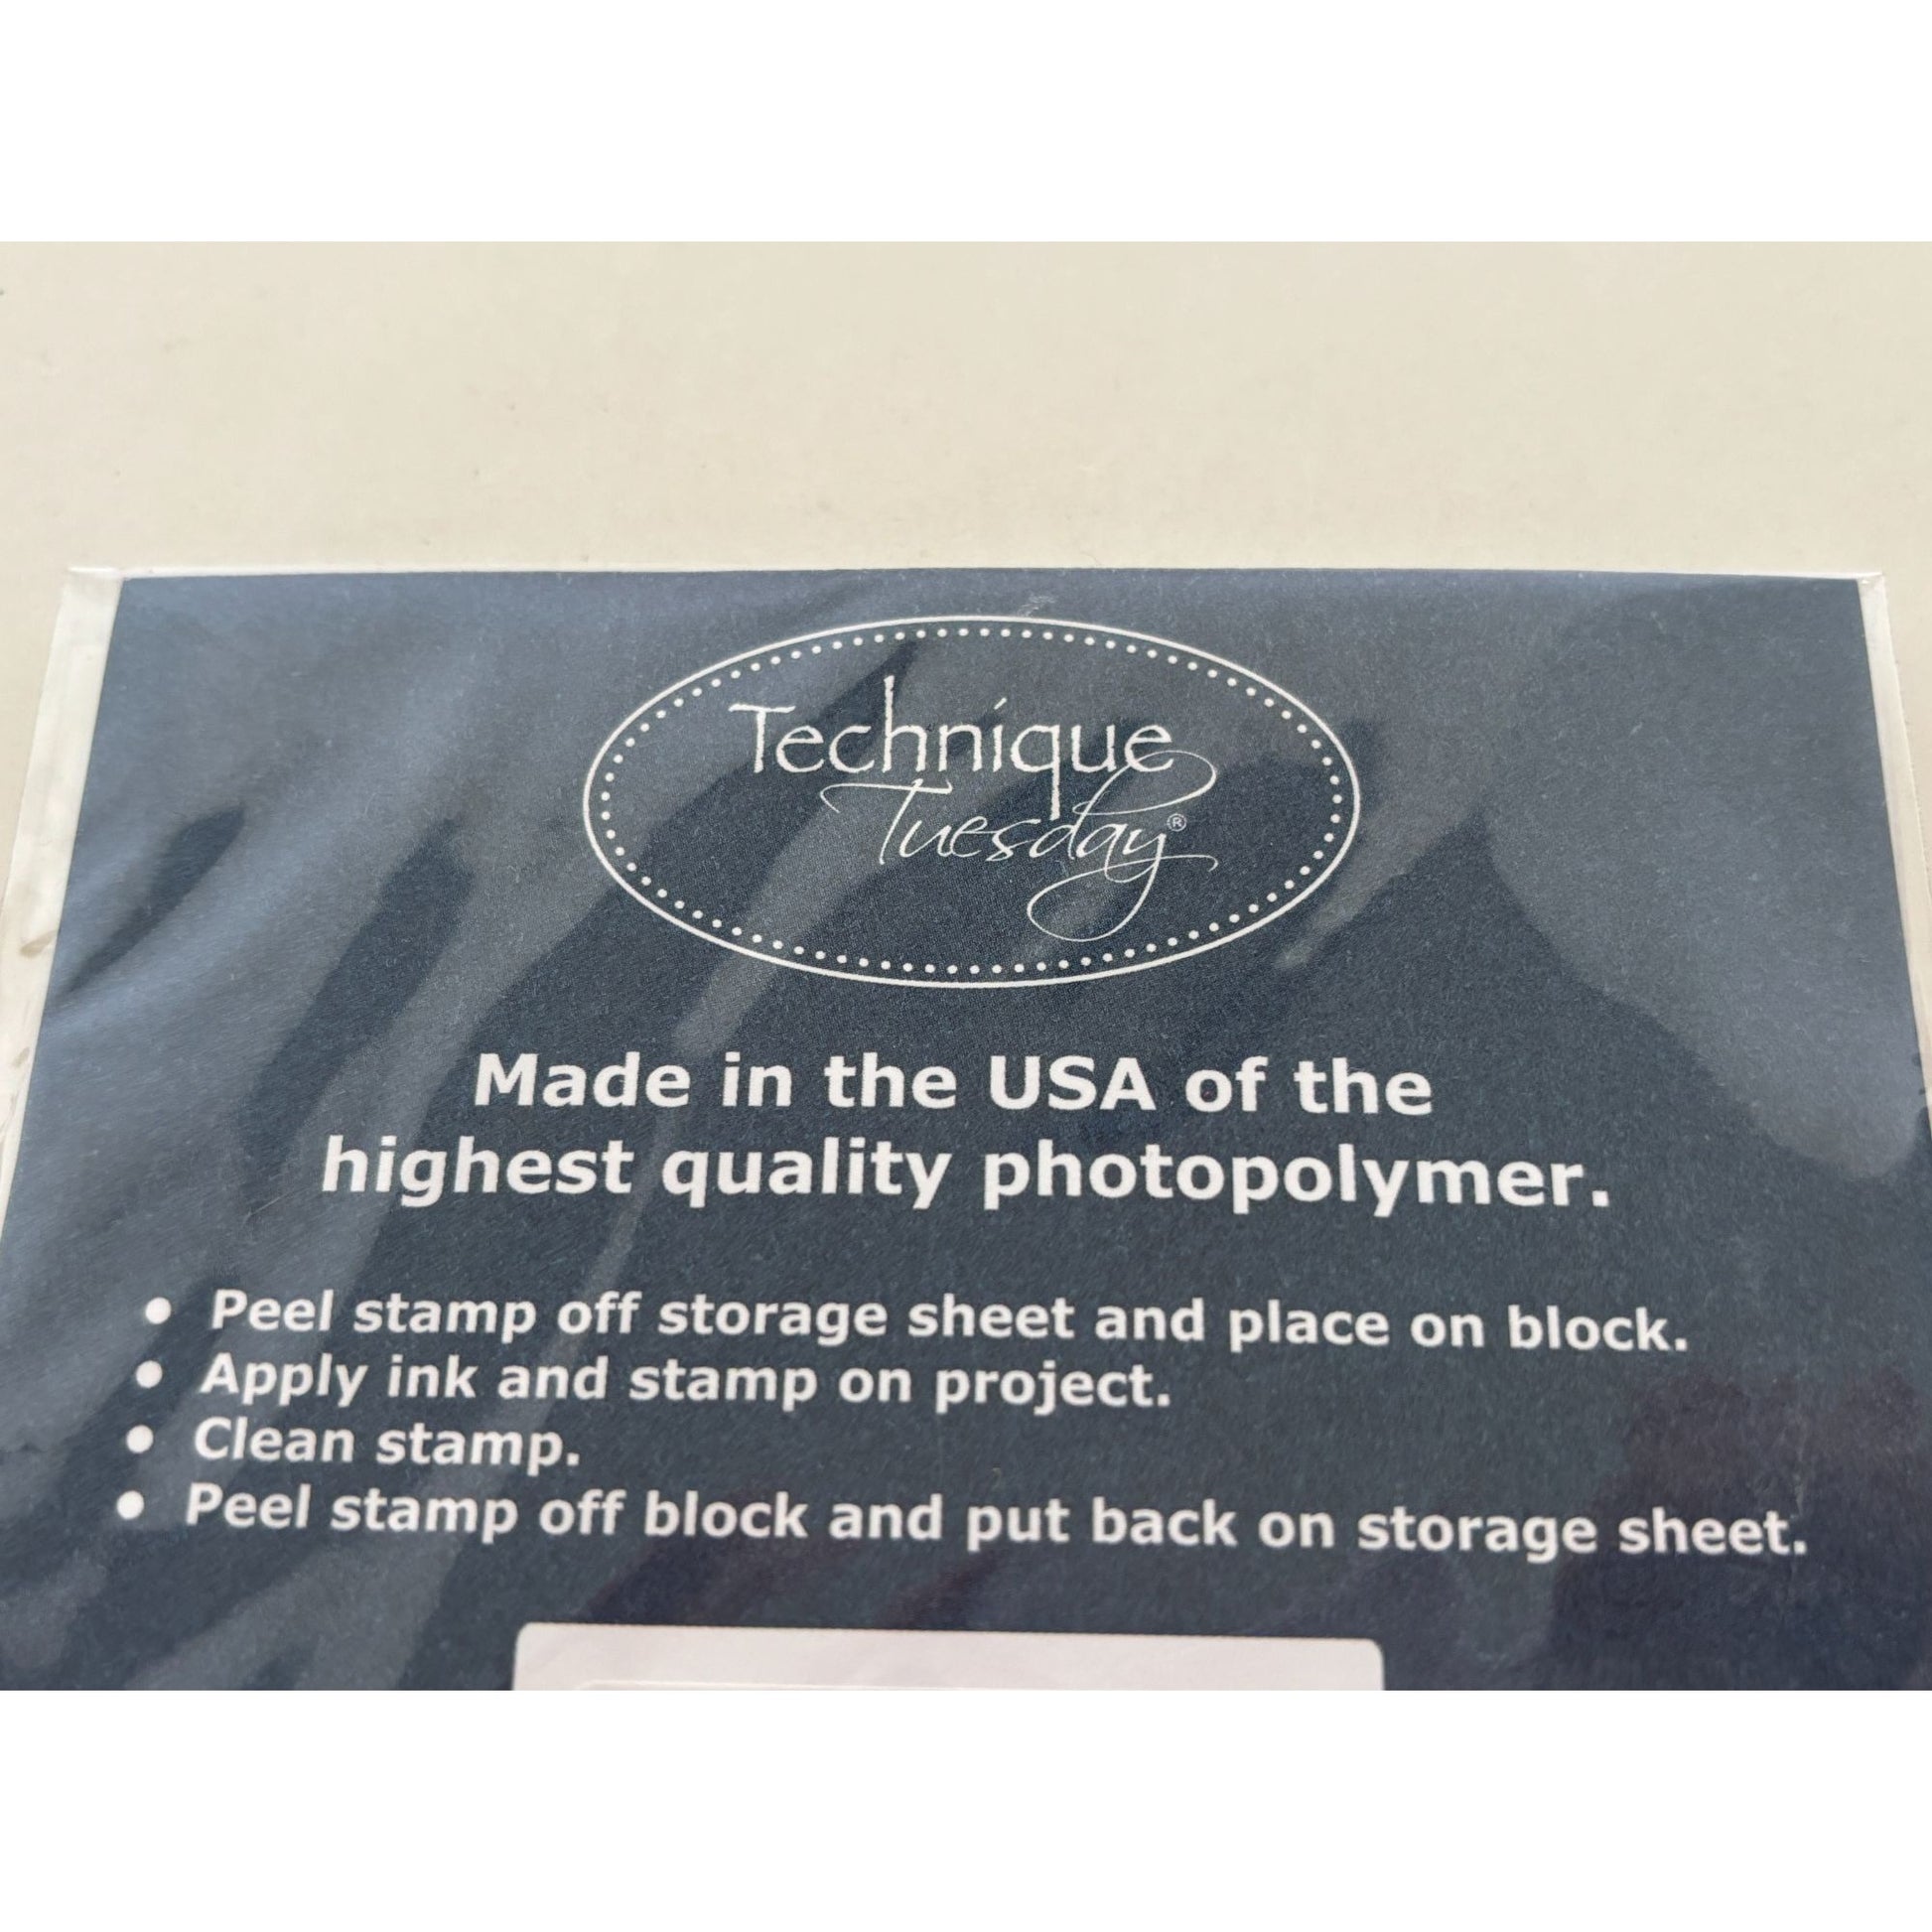 Technique
Tuesday®
Made in the USA of the
highest quality photopolymer.
• Peel stamp off storage sheet and place on block.
• Apply ink and stamp on project.
• Clean stamp.
• Peel stamp off block and put back on storage sheet.